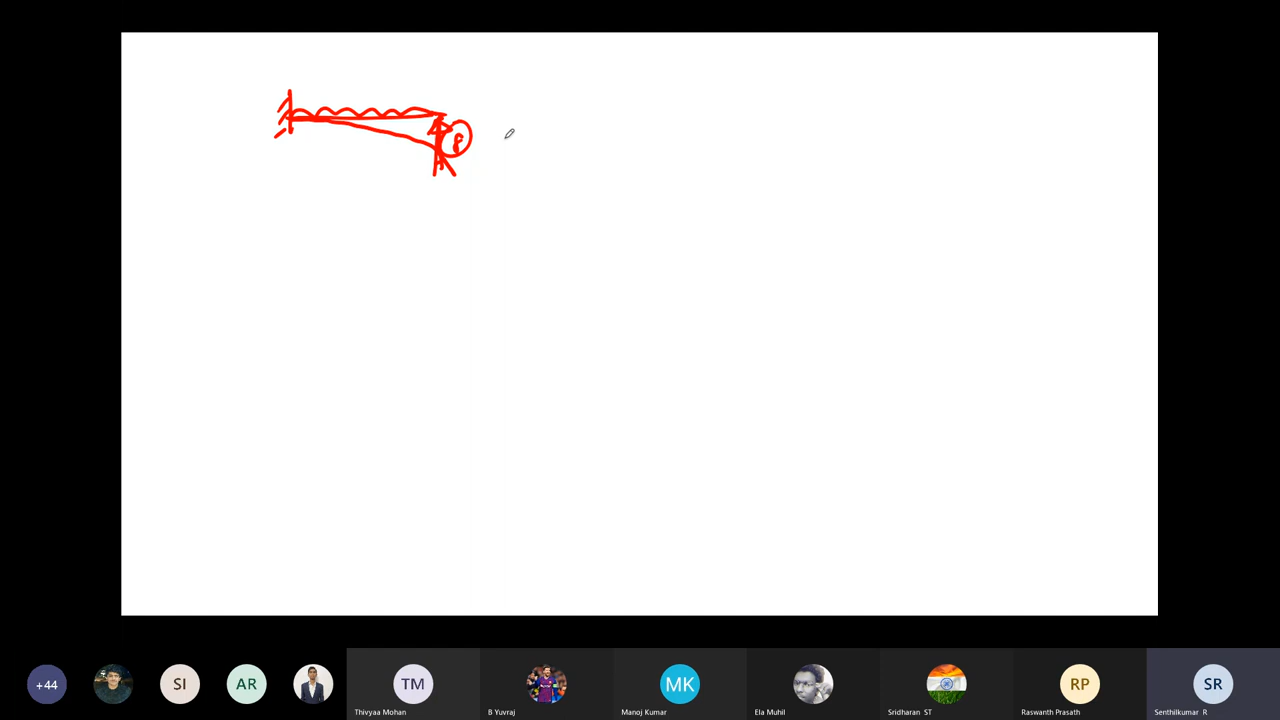 +44
SI
AR
TM
MK
RP
SR
Thivyaa Mohan
B Yuvraj
Manoj Kumar
Ela Muhil
Sridharan ST
Raswanth Prasath
Senthilkumar R